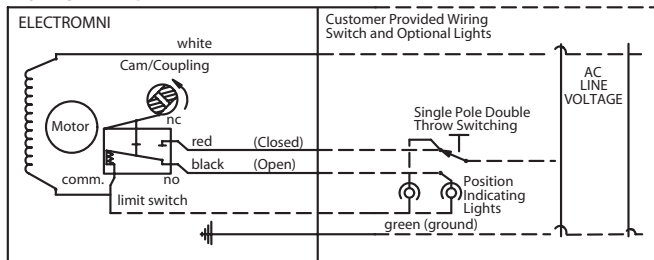 ELECTROMNI
Customer Provided Wiring
Switch and Optional Lights
white
Cam/Coupling
AC
LINE
VOLTAGE
nc
Motor
Single Pole Double
Throw Switching
red (Closed)
black (Open)
comm.
no
Position
Indicating
Lights
limit switch
green (ground)